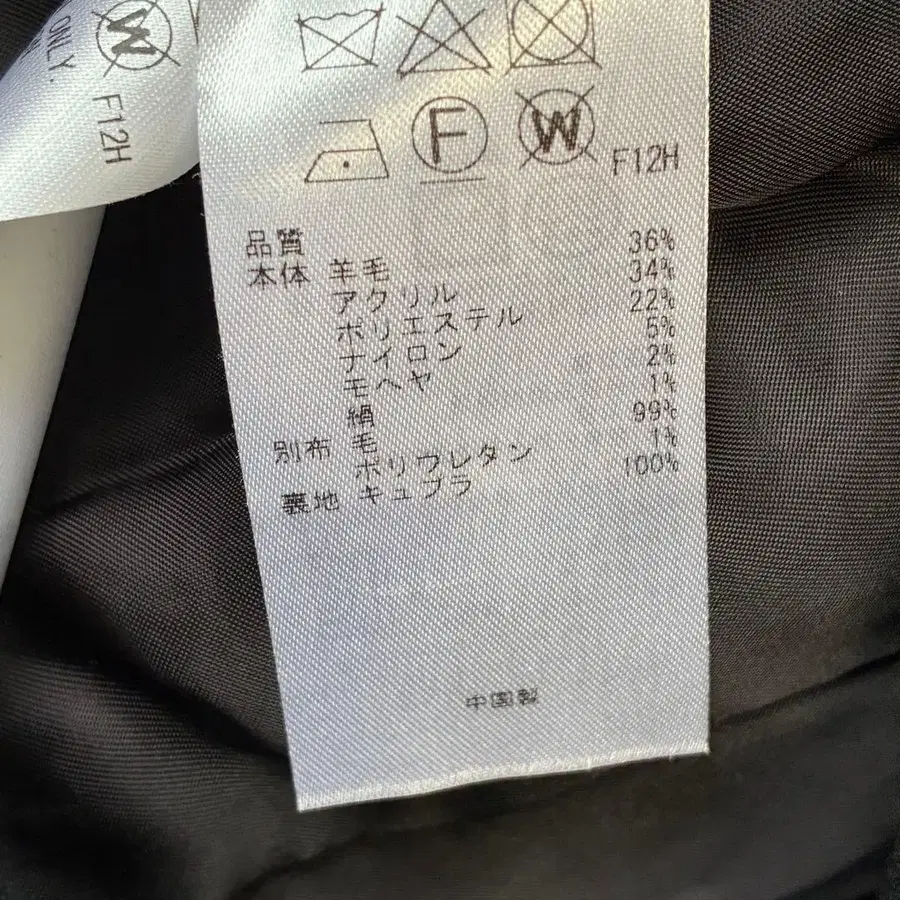 ONLY.
W
F12H
F W F12H
品質
本体 羊毛 36%
アクリル 34%
ポリエステル 22%
ナイロン 5%
モヘヤ 2%
絹 1%
別布 毛 99%
ポリウレタン 1%
裏地 キュプラ 100%
中国製